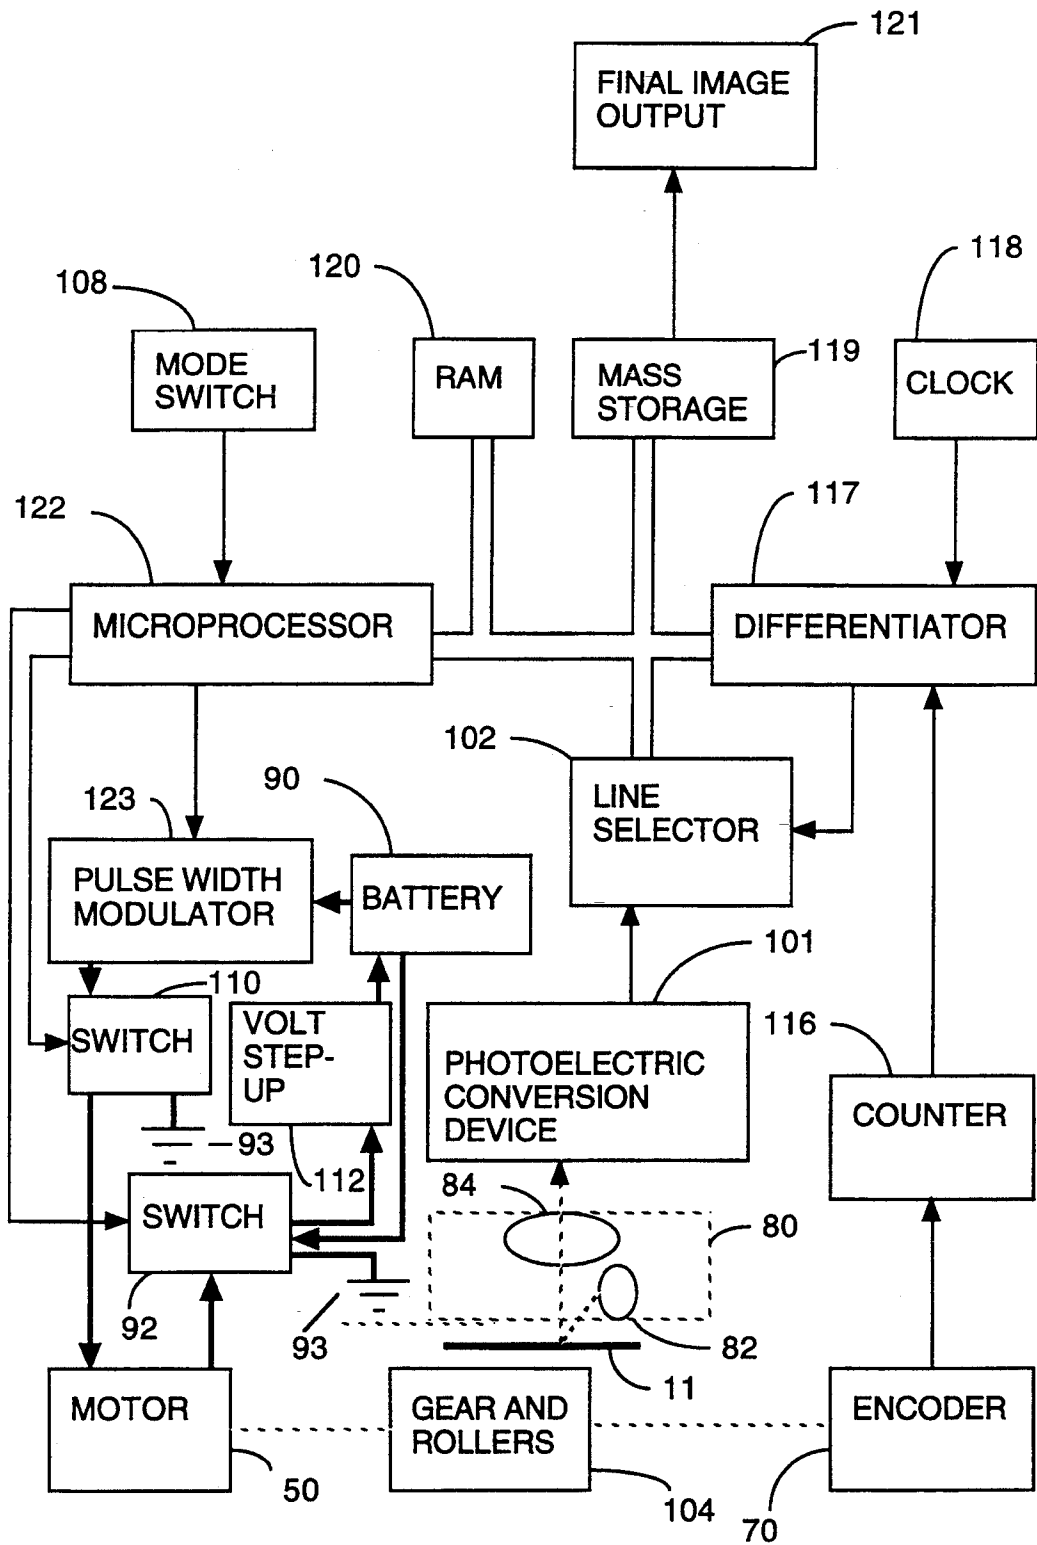 121
FINAL IMAGE
OUTPUT
118
120
108
119
MODE
SWITCH
RAM
MASS
STORAGE
CLOCK
122
117
MICROPROCESSOR
DIFFERENTIATOR
102
90
123
LINE
SELECTOR
PULSE WIDTH
MODULATOR
BATTERY
101
110
116
SWITCH
VOLT
STEP-
UP
PHOTOELECTRIC
CONVERSION
DEVICE
COUNTER
93
112
84
SWITCH
80
92
93
82
11
MOTOR
GEAR AND
ROLLERS
ENCODER
50
104
70